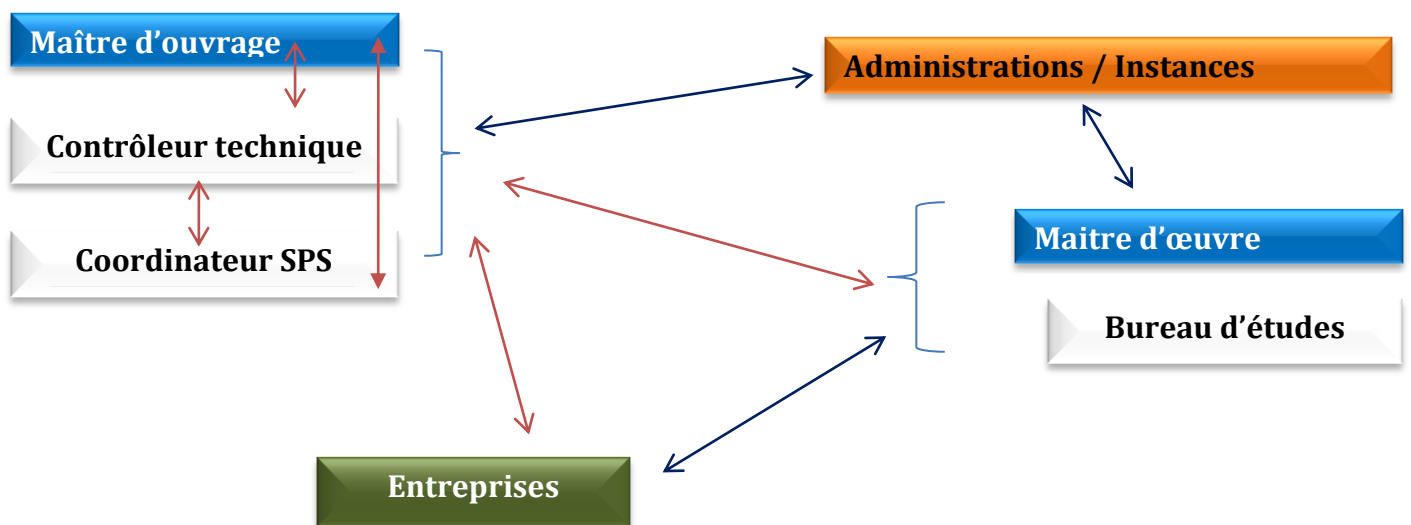 Maître d’ouvrage
Administrations / Instances
Contrôleur technique
Coordinateur SPS
Maitre d’œuvre
Bureau d’études
Entreprises